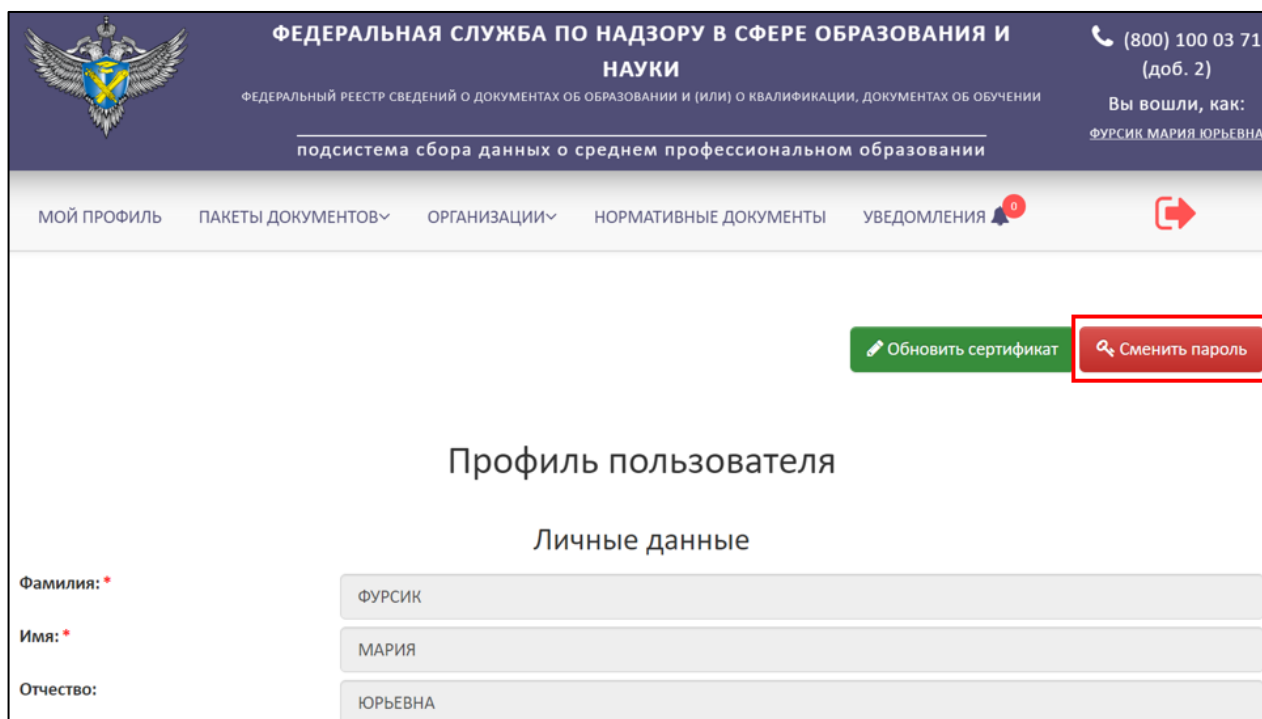 ФЕДЕРАЛЬНАЯ СЛУЖБА ПО НАДЗОРУ В СФЕРЕ ОБРАЗОВАНИЯ И
НАУКИ
ФЕДЕРАЛЬНЫЙ РЕЕСТР СВЕДЕНИЙ О ДОКУМЕНТАХ ОБ ОБРАЗОВАНИИ И (ИЛИ) О КВАЛИФИКАЦИИ, ДОКУМЕНТАХ ОБ ОБУЧЕНИИ
подсистема сбора данных о среднем профессиональном образовании
(800) 100 03 71
(доб. 2)
Вы вошли, как:
ФУРСИК МАРИЯ ЮРЬЕВНА
МОЙ ПРОФИЛЬ ПАКЕТЫ ДОКУМЕНТОВ ОРГАНИЗАЦИИ НОРМАТИВНЫЕ ДОКУМЕНТЫ УВЕДОМЛЕНИЯ 0
Обновить сертификат Сменить пароль
Профиль пользователя
Личные данные
Фамилия: * ФУРСИК
Имя: * МАРИЯ
Отчество: ЮРЬЕВНА